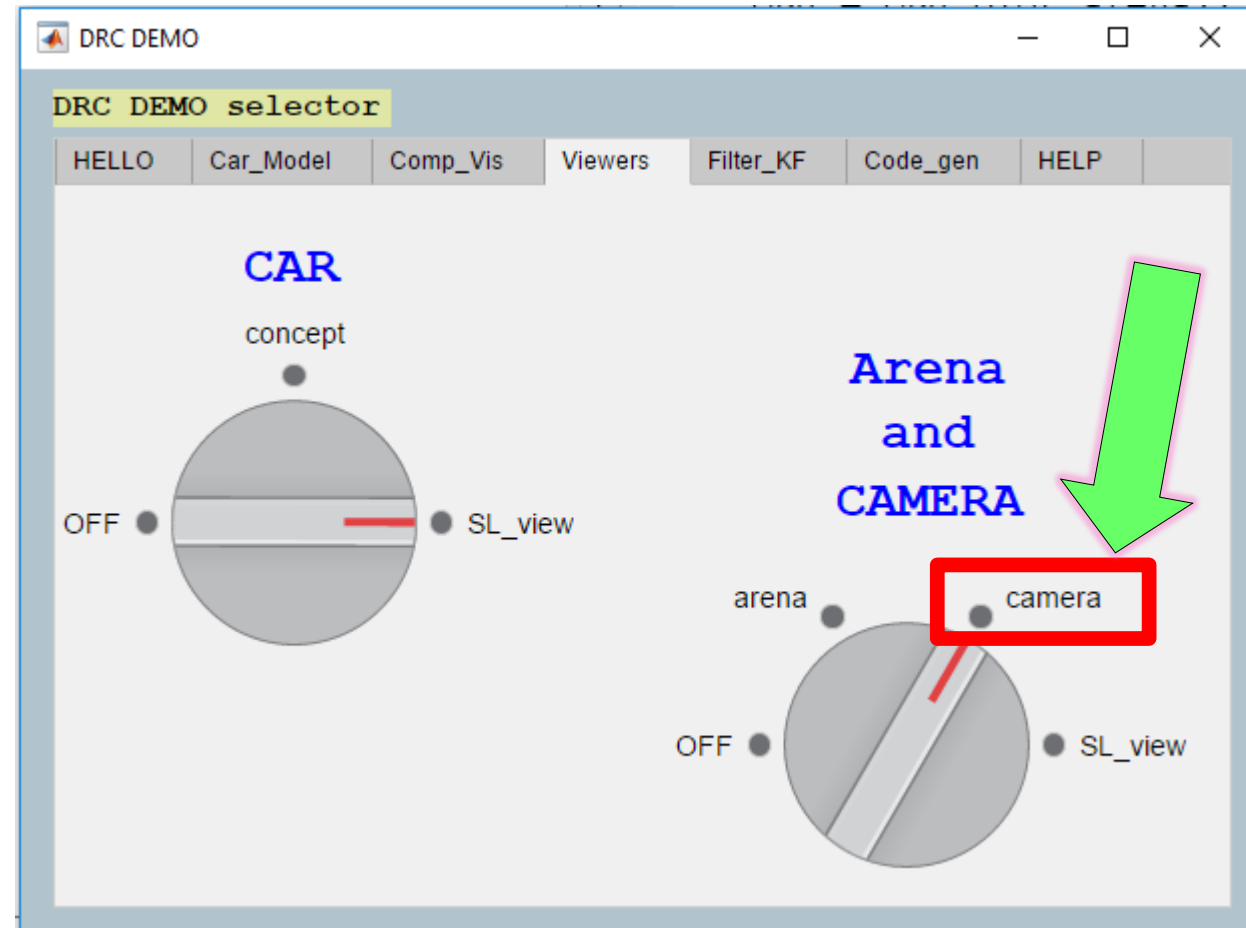 DRC DEMO
DRC DEMO selector
HELLO Car_Model Comp_Vis Viewers Filter_KF Code_gen HELP
CAR
concept
OFF SL_view
Arena
and
CAMERA
arena camera
OFF SL_view